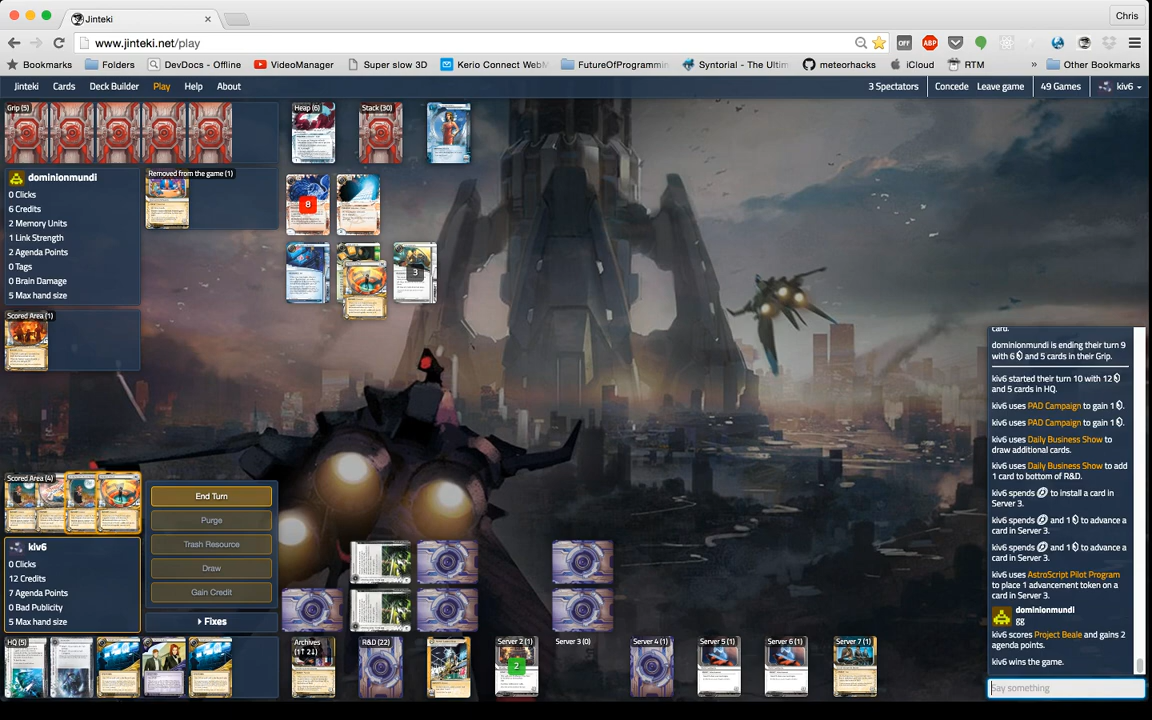 Jinteki
Chris
www.jinteki.net/play
OFF
ABP
Bookmarks
Folders
DevDocs - Offline
VideoManager
Super slow 3D
Kerio Connect WebM
FutureOfProgrammin
Syntorial - The Ultim
meteorhacks
iCloud
RTM
»
Other Bookmarks
Jinteki
Cards
Deck Builder
Play
Help
About
3 Spectators
Concede
Leave game
49 Games
kiv6
Grip (5)
Heap (6)
Stack (30)
dominionmundi
0 Clicks
6 Credits
2 Memory Units
1 Link Strength
2 Agenda Points
0 Tags
0 Brain Damage
5 Max hand size
Removed from the game (1)
8
3
Scored Area (1)
Scored Area (4)
kiv6
0 Clicks
12 Credits
7 Agenda Points
0 Bad Publicity
5 Max hand size
End Turn
Purge
Trash Resource
Draw
Gain Credit
Fixes
HQ (5)
Archives
(1↑ 2↓)
R&D (22)
Server 2 (1)
2
Server 3 (0)
Server 4 (1)
Server 5 (1)
Server 6 (1)
Server 7 (1)
card.
dominionmundi is ending their turn 9
with 6 and 5 cards in their Grip.
kiv6 started their turn 10 with 12
and 5 cards in HQ.
kiv6 uses PAD Campaign to gain 1.
kiv6 uses PAD Campaign to gain 1.
kiv6 uses Daily Business Show to
draw additional cards.
kiv6 uses Daily Business Show to add
1 card to bottom of R&D.
kiv6 spends to install a card in
Server 3.
kiv6 spends and 1 to advance a
card in Server 3.
kiv6 spends and 1 to advance a
card in Server 3.
kiv6 uses AstroScript Pilot Program
to place 1 advancement token on a
card in Server 3.
dominionmundi
gg
kiv6 scores Project Beale and gains 2
agenda points.
kiv6 wins the game.
Say something